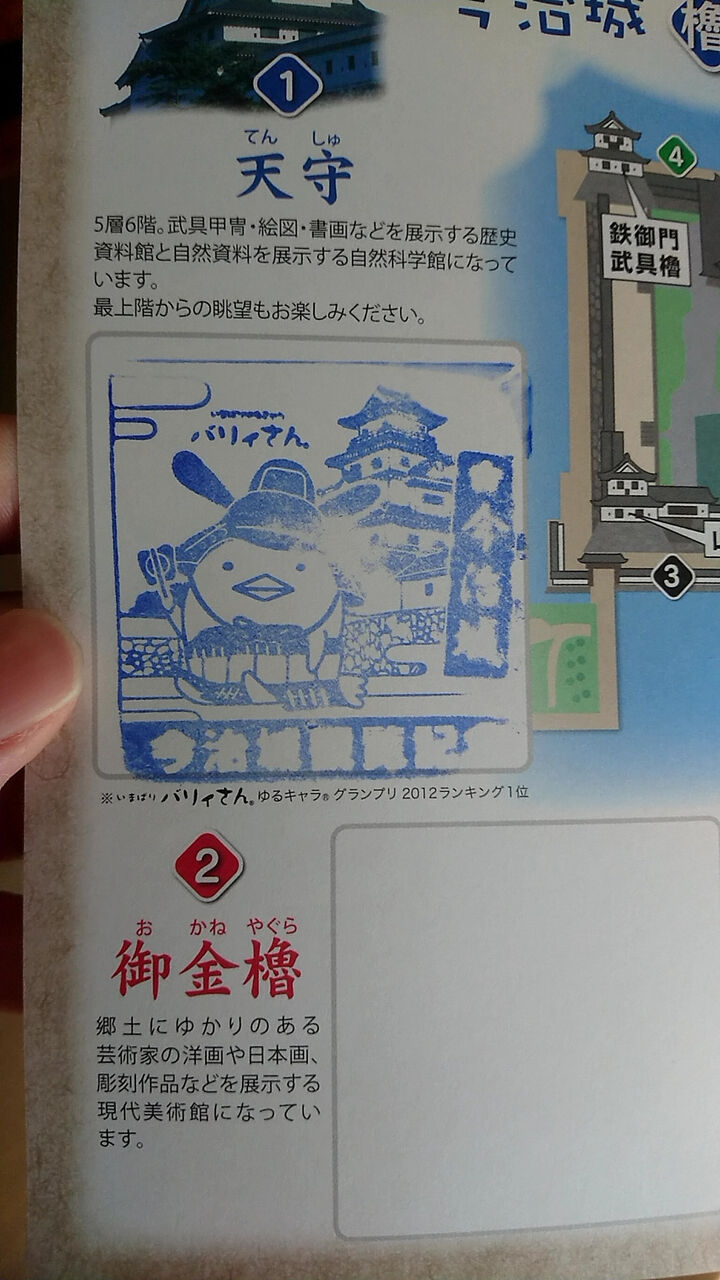 今治城
櫓
1
てん しゅ
天守
5層6階。武具甲冑・絵図・書画などを展示する歴史
資料館と自然資料を展示する自然科学館になって
います。
最上階からの眺望もお楽しみください。
4
鉄御門
武具櫓
3
バリィさん
※いまばり バリィさん® ゆるキャラ® グランプリ 2012ランキング1位
2
お かね やぐら
御金櫓
郷土にゆかりのある
芸術家の洋画や日本画、
彫刻作品などを展示する
現代美術館になってい
ます。